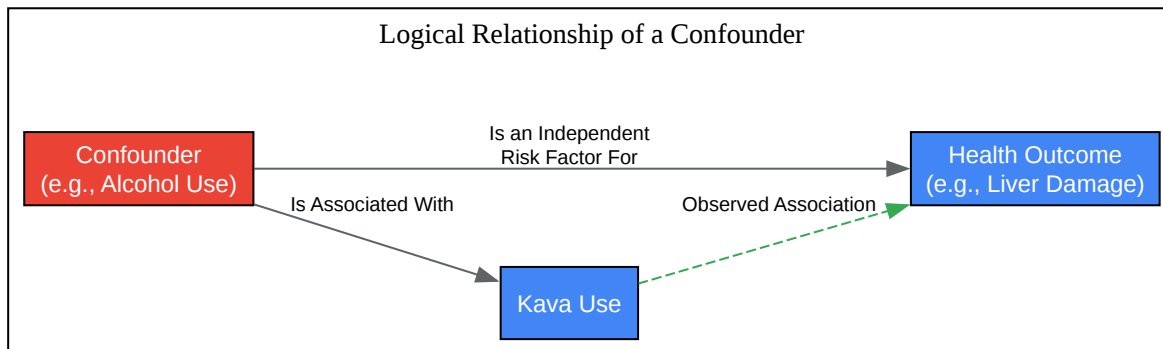 Logical Relationship of a Confounder
Is an Independent
Risk Factor For
Confounder
(e.g., Alcohol Use)
Health Outcome
(e.g., Liver Damage)
Is Associated With
Observed Association
Kava Use